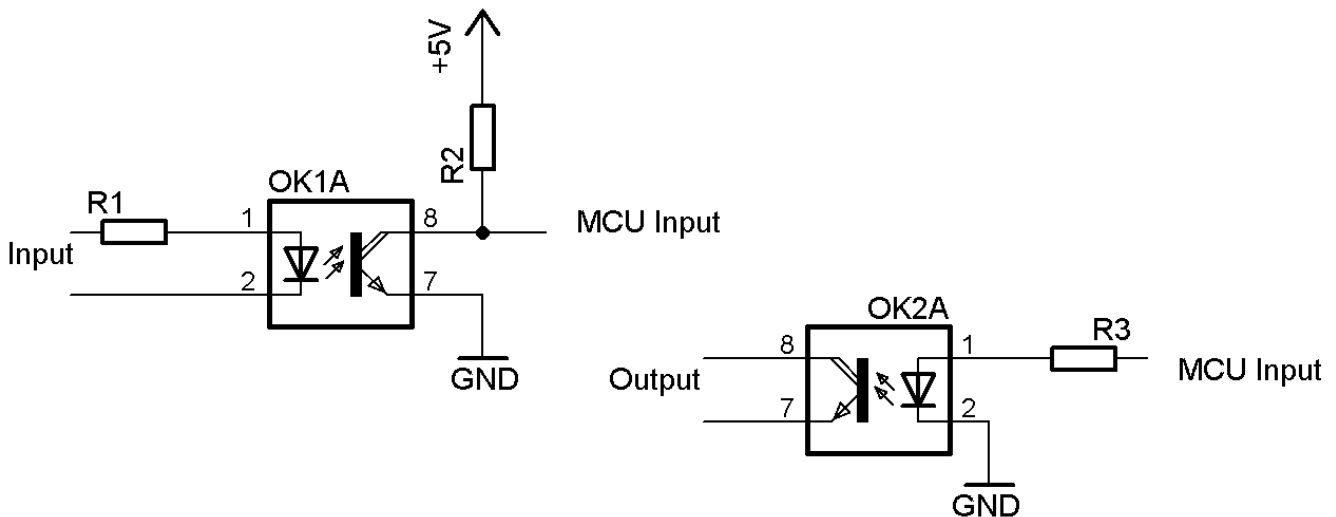 +5V
R2
OK1A
R1
1
8
MCU Input
Input
2
7
GND
OK2A
8
1
R3
Output
MCU Input
7
2
GND